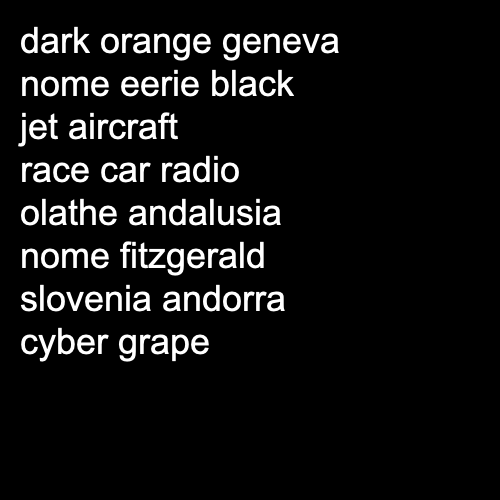 dark orange geneva
nome eerie black
jet aircraft
race car radio
olathe andalusia
nome fitzgerald
slovenia andorra
cyber grape